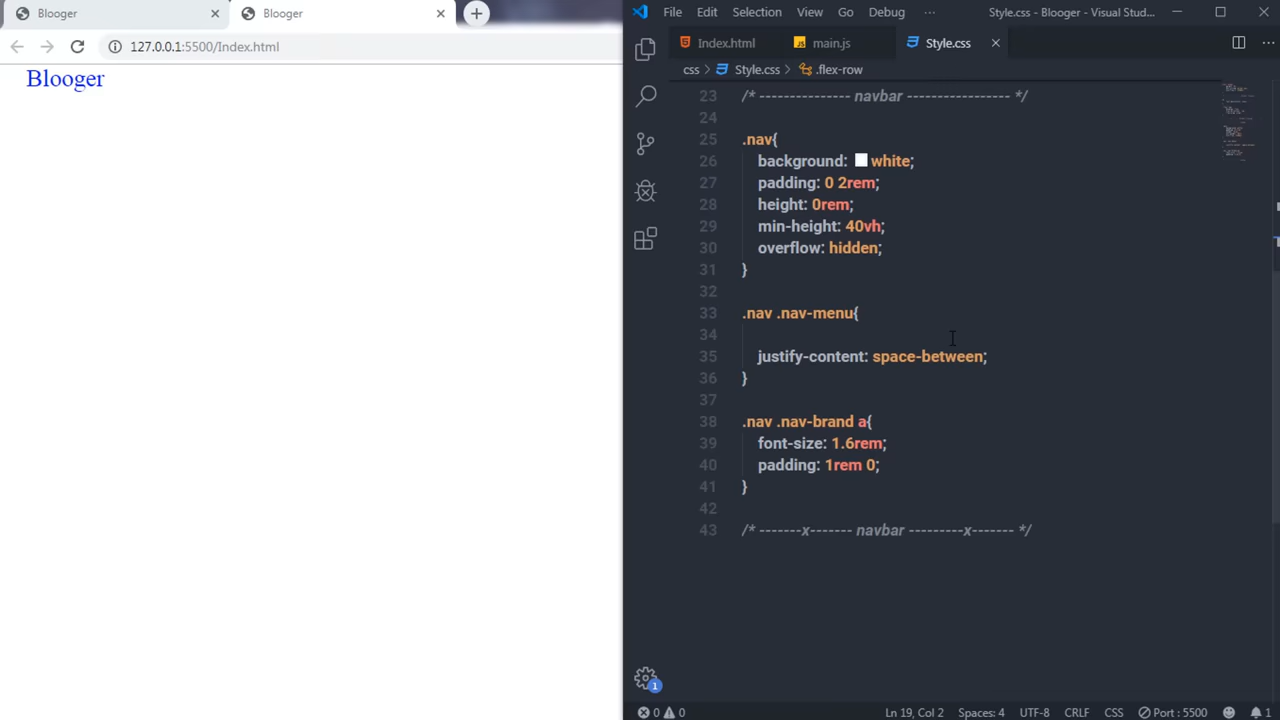 Blooger
Blooger
127.0.0.1:5500/Index.html
Blooger
File Edit Selection View Go Debug ··· Style.css - Blooger - Visual Stud...
Index.html main.js Style.css
css > Style.css > .flex-row
23 /* --------------- navbar ---------------- */
24
25 .nav{
26 background: white;
27 padding: 0 2rem;
28 height: 0rem;
29 min-height: 40vh;
30 overflow: hidden;
31 }
32
33 .nav .nav-menu{
34
35 justify-content: space-between;
36 }
37
38 .nav .nav-brand a{
39 font-size: 1.6rem;
40 padding: 1rem 0;
41 }
42
43 /* -------x------- navbar ---------x------- */
1
0 0 Ln 19, Col 2 Spaces: 4 UTF-8 CRLF CSS Port : 5500 1